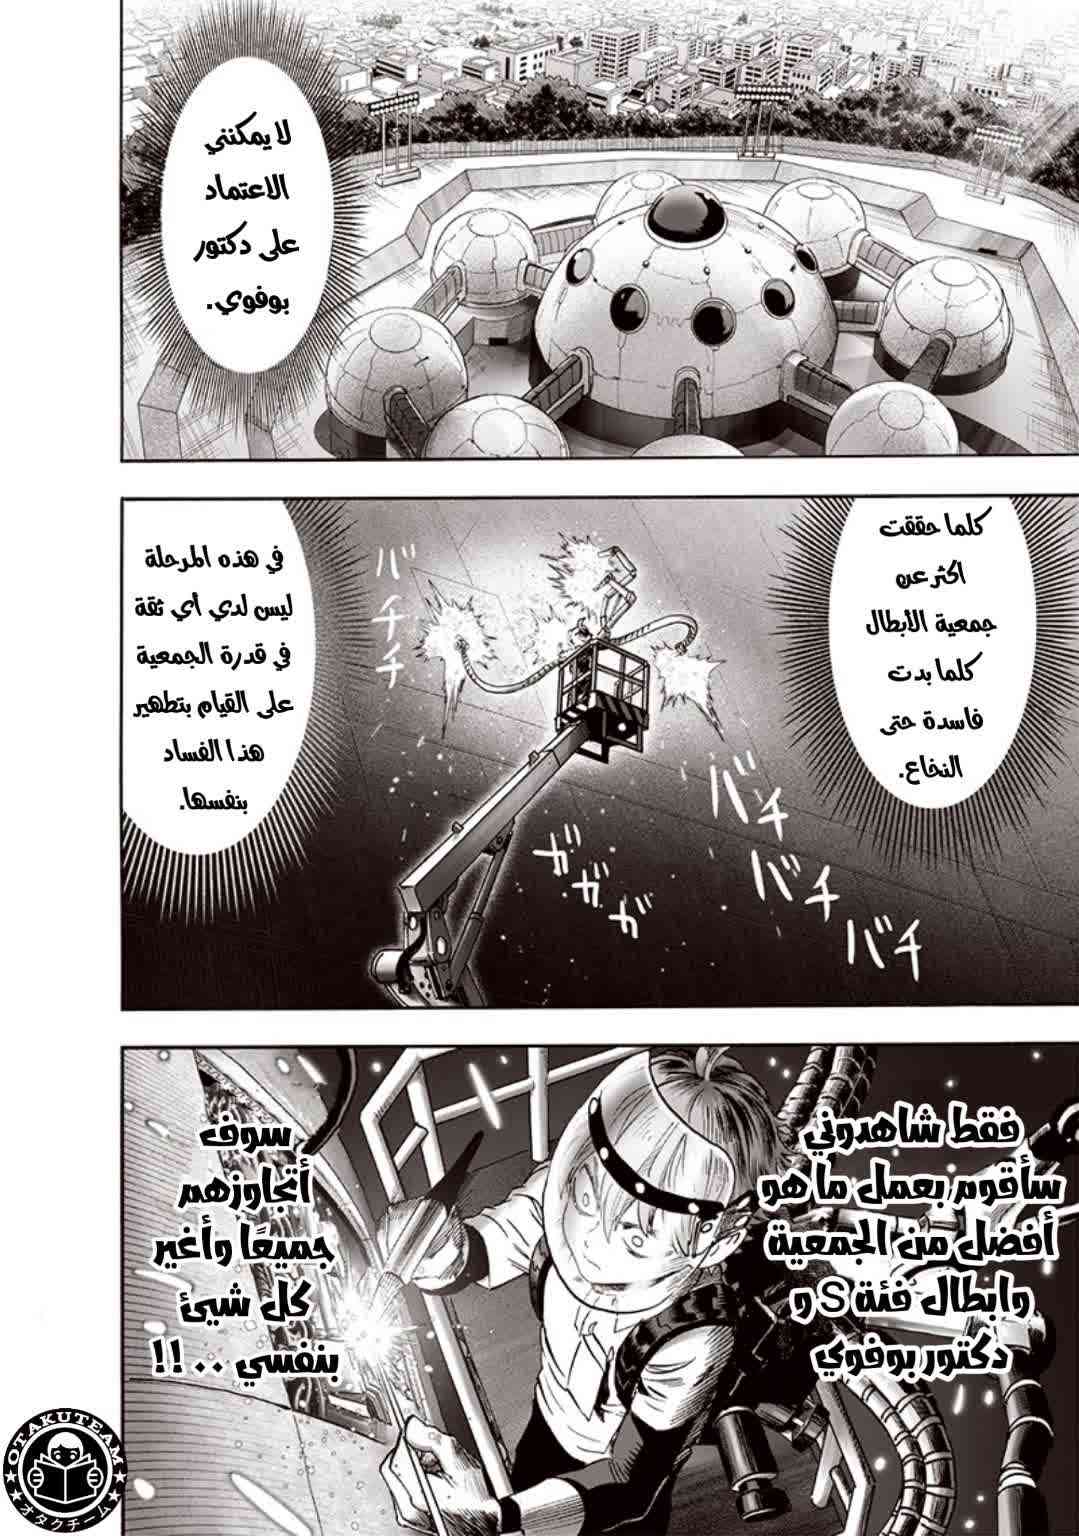 لا يمكنني
الاعتماد
على دكتور
بوفوي.
كلما حققت
اكثر عن
جمعية الأبطال
كلما بدت
فاسدة حتى
النخاع.
في هذه المرحلة
ليس لدي أي ثقة
في قدرة الجمعية
على القيام بتطهير
هذا الفساد
بنفسها.
バチ
バチ
チ
バチ
バチ
バチ
ガガガガ
فقط شاهدوني
سأقوم بعمل ما هو
أفضل من الجمعية
وابطال فئة S و
دكتور بوفوي
سوف
أتجاوزهم
جميعًا وأغير
كل شيئ
بنفسي ..!!
OTAKUTEAM
オタクチーム